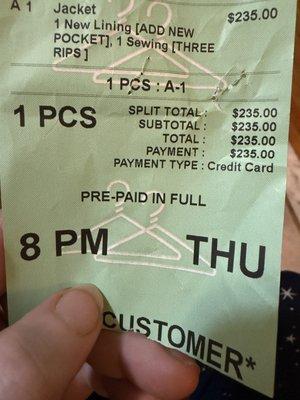 A 1 Jacket $235.00
1 New Lining [ADD NEW
POCKET], 1 Sewing [THREE
RIPS ]
1 PCS : A-1
1 PCS
SPLIT TOTAL : $235.00
SUBTOTAL : $235.00
TOTAL : $235.00
PAYMENT : $235.00
PAYMENT TYPE : Credit Card
PRE-PAID IN FULL
8 PM THU
CUSTOMER*